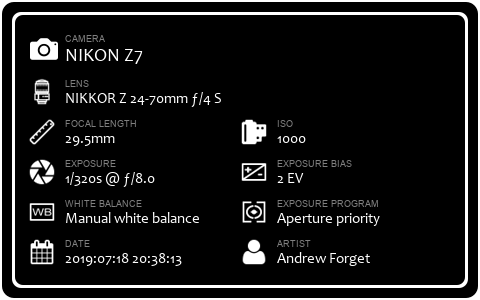 CAMERA
NIKON Z7
LENS
NIKKOR Z 24-70mm ƒ/4 S
FOCAL LENGTH
29.5mm
ISO
1000
EXPOSURE
1/320s @ ƒ/8.0
EXPOSURE BIAS
2 EV
WB
WHITE BALANCE
Manual white balance
EXPOSURE PROGRAM
Aperture priority
DATE
2019:07:18 20:38:13
ARTIST
Andrew Forget